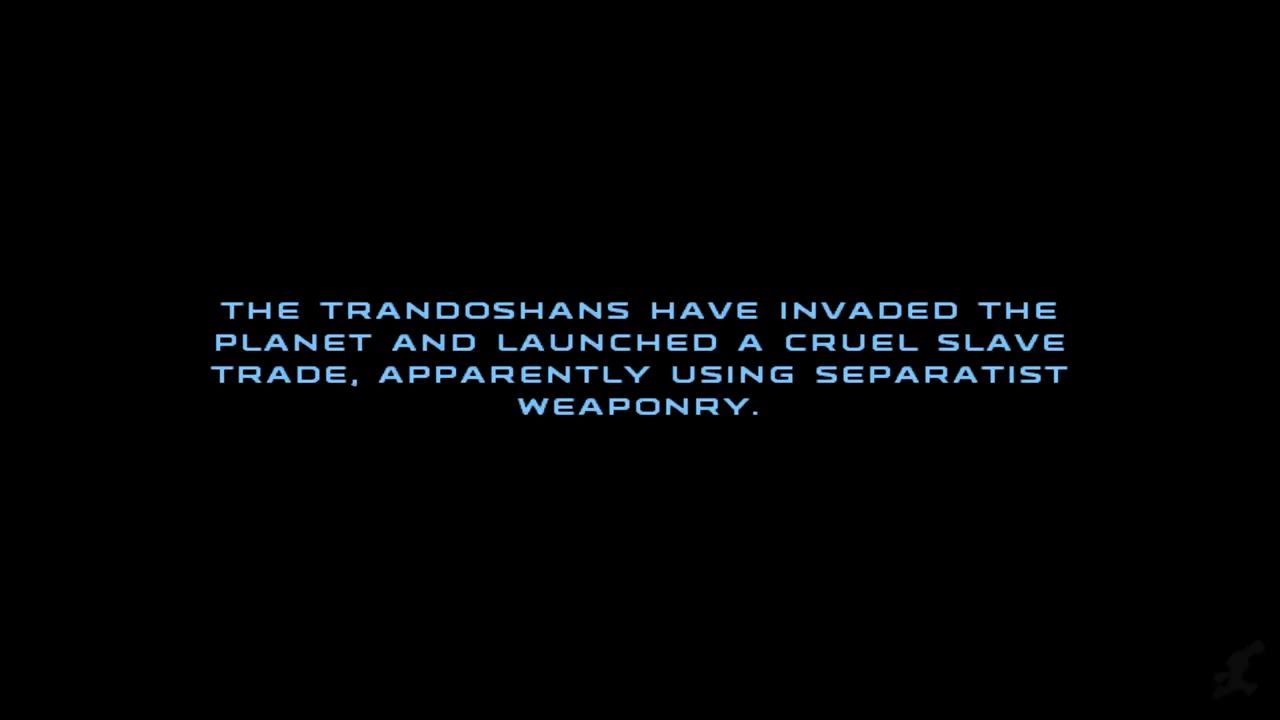 THE TRANDOSHANS HAVE INVADED THE
PLANET AND LAUNCHED A CRUEL SLAVE
TRADE, APPARENTLY USING SEPARATIST
WEAPONRY.